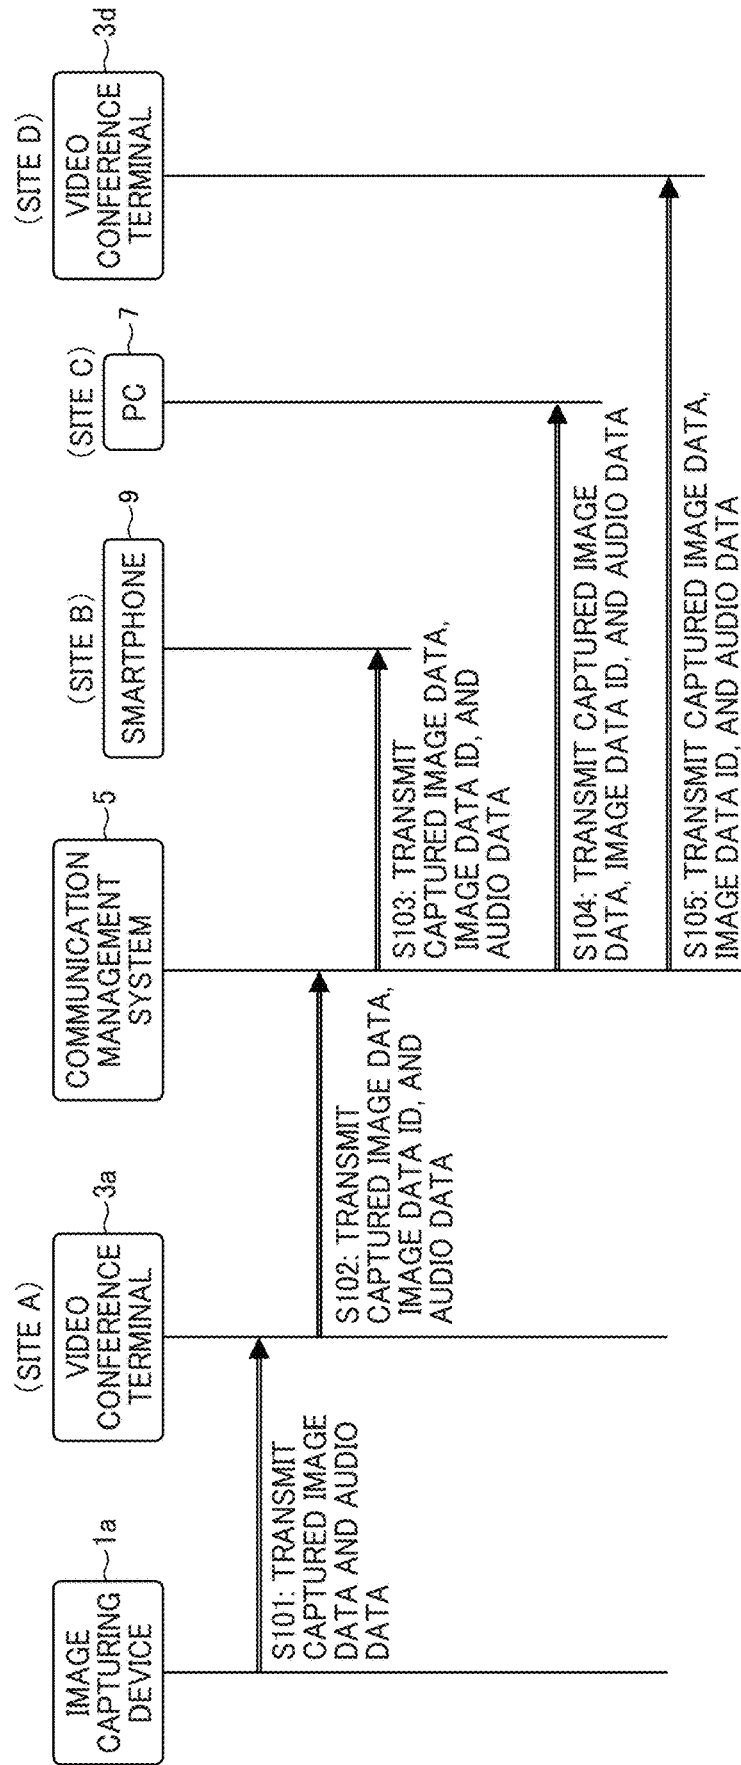 IMAGE
CAPTURING
DEVICE
1a
(SITE A)
VIDEO
CONFERENCE
TERMINAL
3a
COMMUNICATION
MANAGEMENT
SYSTEM
5
(SITE B)
SMARTPHONE
9
(SITE C)
PC
7
(SITE D)
VIDEO
CONFERENCE
TERMINAL
3d
S101: TRANSMIT
CAPTURED IMAGE
DATA AND AUDIO
DATA
S102: TRANSMIT
CAPTURED IMAGE DATA,
IMAGE DATA ID, AND
AUDIO DATA
S103: TRANSMIT
CAPTURED IMAGE DATA,
IMAGE DATA ID, AND
AUDIO DATA
S104: TRANSMIT CAPTURED IMAGE
DATA, IMAGE DATA ID, AND AUDIO DATA
S105: TRANSMIT CAPTURED IMAGE DATA,
IMAGE DATA ID, AND AUDIO DATA